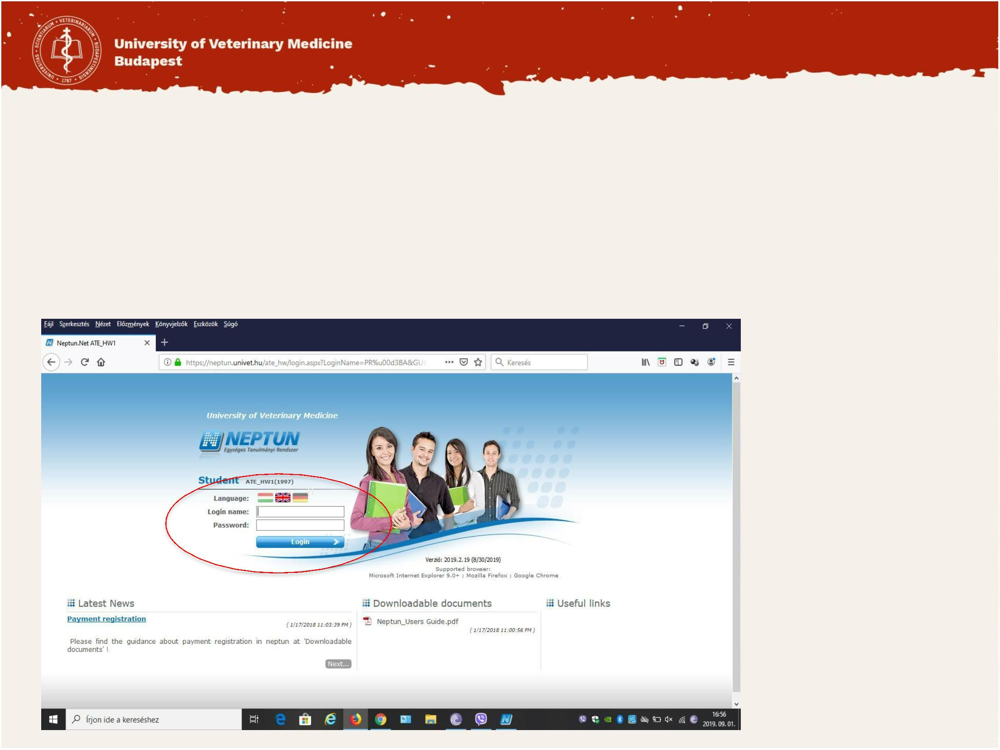 UNIVERSITAS • SCIENTIARUM • VETERINARIARUM • BUDAPESTINENSIS • 1787 •
University of Veterinary Medicine
Budapest
Fájl Szerkesztés Nézet Előzmények Könyvjelzők Eszközök Súgó
Neptun.Net ATE_HW1
https://neptun.univet.hu/ate_hw/login.aspx?LoginName=PR%u00d3BA&GUI
Keresés
University of Veterinary Medicine
NEPTUN
Egységes Tanulmányi Rendszer
Student ATE_HW1(1997)
Language:
Login name:
Password:
Login
Verzió: 2019.2.19 (8/30/2019)
Supported browser:
Microsoft Internet Explorer 9.0+ ; Mozilla Firefox ; Google Chrome
Latest News
Payment registration
( 1/17/2018 11:03:39 PM )
Please find the guidance about payment registration in neptun at 'Downloadable
documents' !
Next...
Downloadable documents
Neptun_Users Guide.pdf
( 1/17/2018 11:00:56 PM )
Useful links
Írjon ide a kereséshez
16:56
2019. 09. 01.